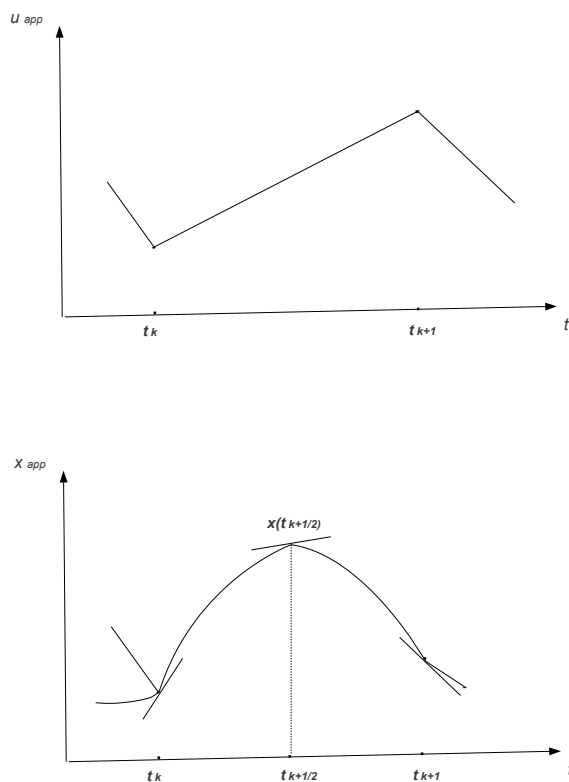 u app
t k
t k+1
t
x app
x(t k+1/2)
t k
t k+1/2
t k+1
t